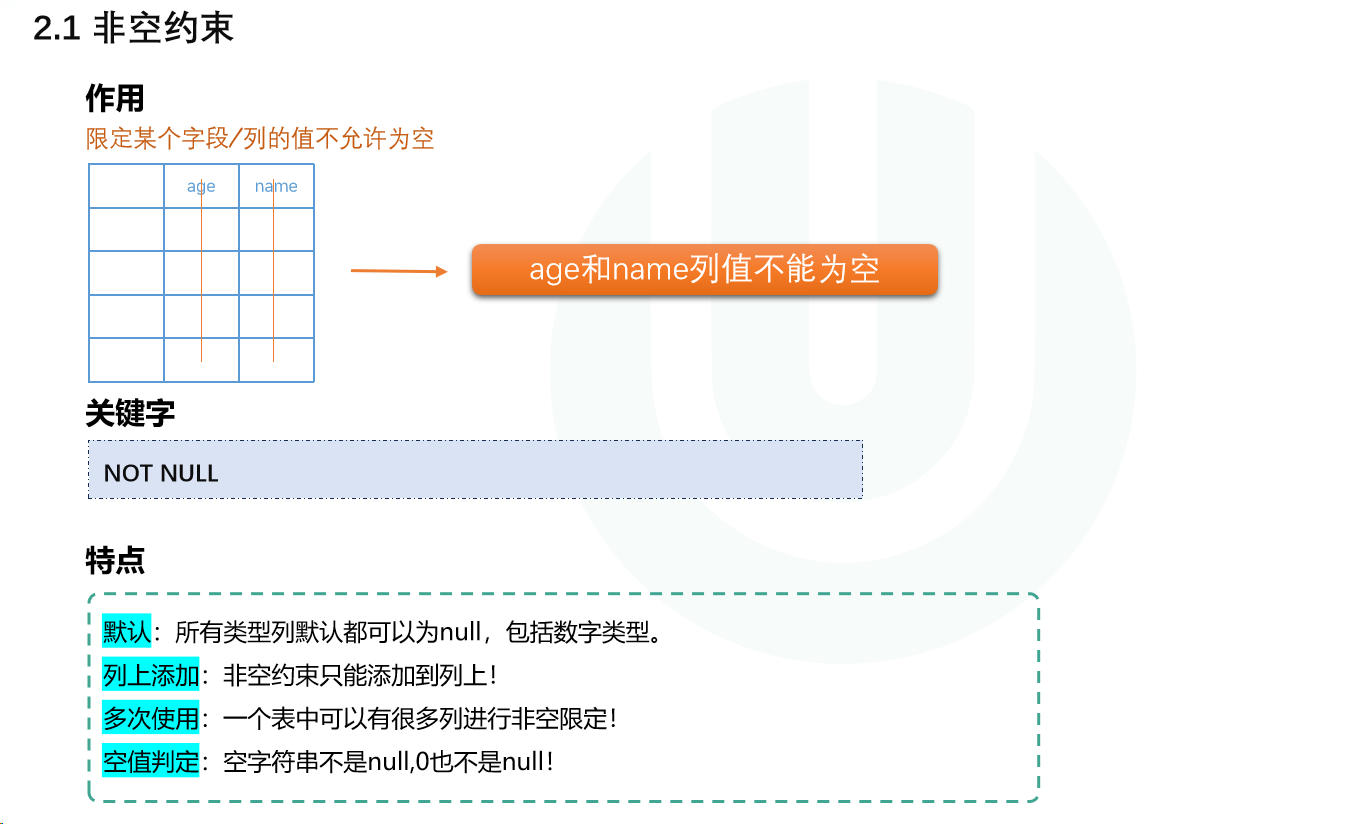 2.1 非空约束
作用
限定某个字段/列的值不允许为空
age name
age和name列值不能为空
关键字
NOT NULL
特点
默认：所有类型列默认都可以为null，包括数字类型。
列上添加：非空约束只能添加到列上！
多次使用：一个表中可以有很多列进行非空限定！
空值判定：空字符串不是null,0也不是null！